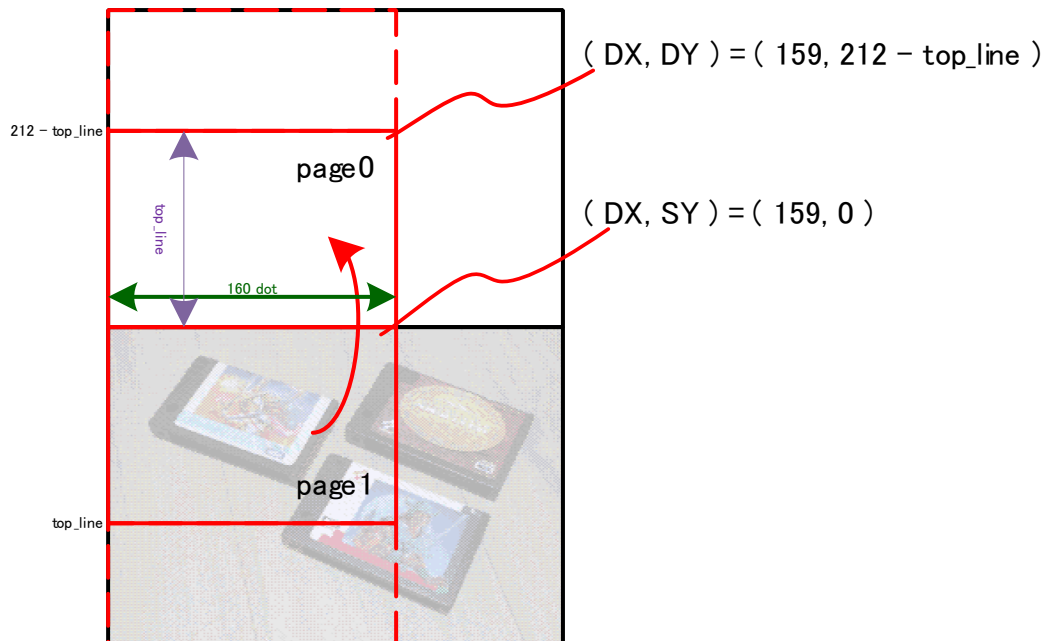 ( DX, DY ) = ( 159, 212 - top_line )
212 - top_line
page0
top_line
( DX, SY ) = ( 159, 0 )
160 dot
page1
top_line